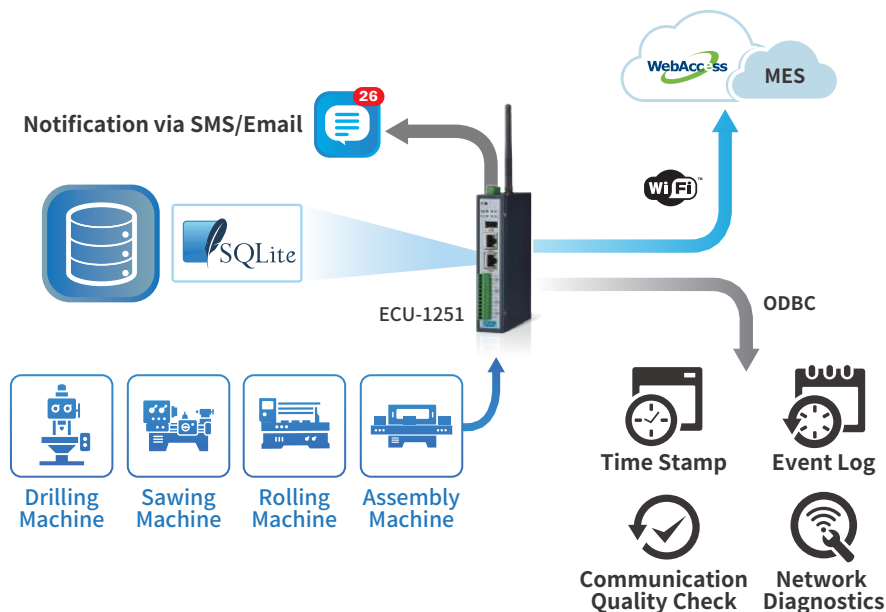 26
Notification via SMS/Email
WebAccess
MES
WiFi™
SQLite
ECU-1251
ODBC
Drilling
Machine
Sawing
Machine
Rolling
Machine
Assembly
Machine
Time Stamp
Event Log
Communication
Quality Check
Network
Diagnostics